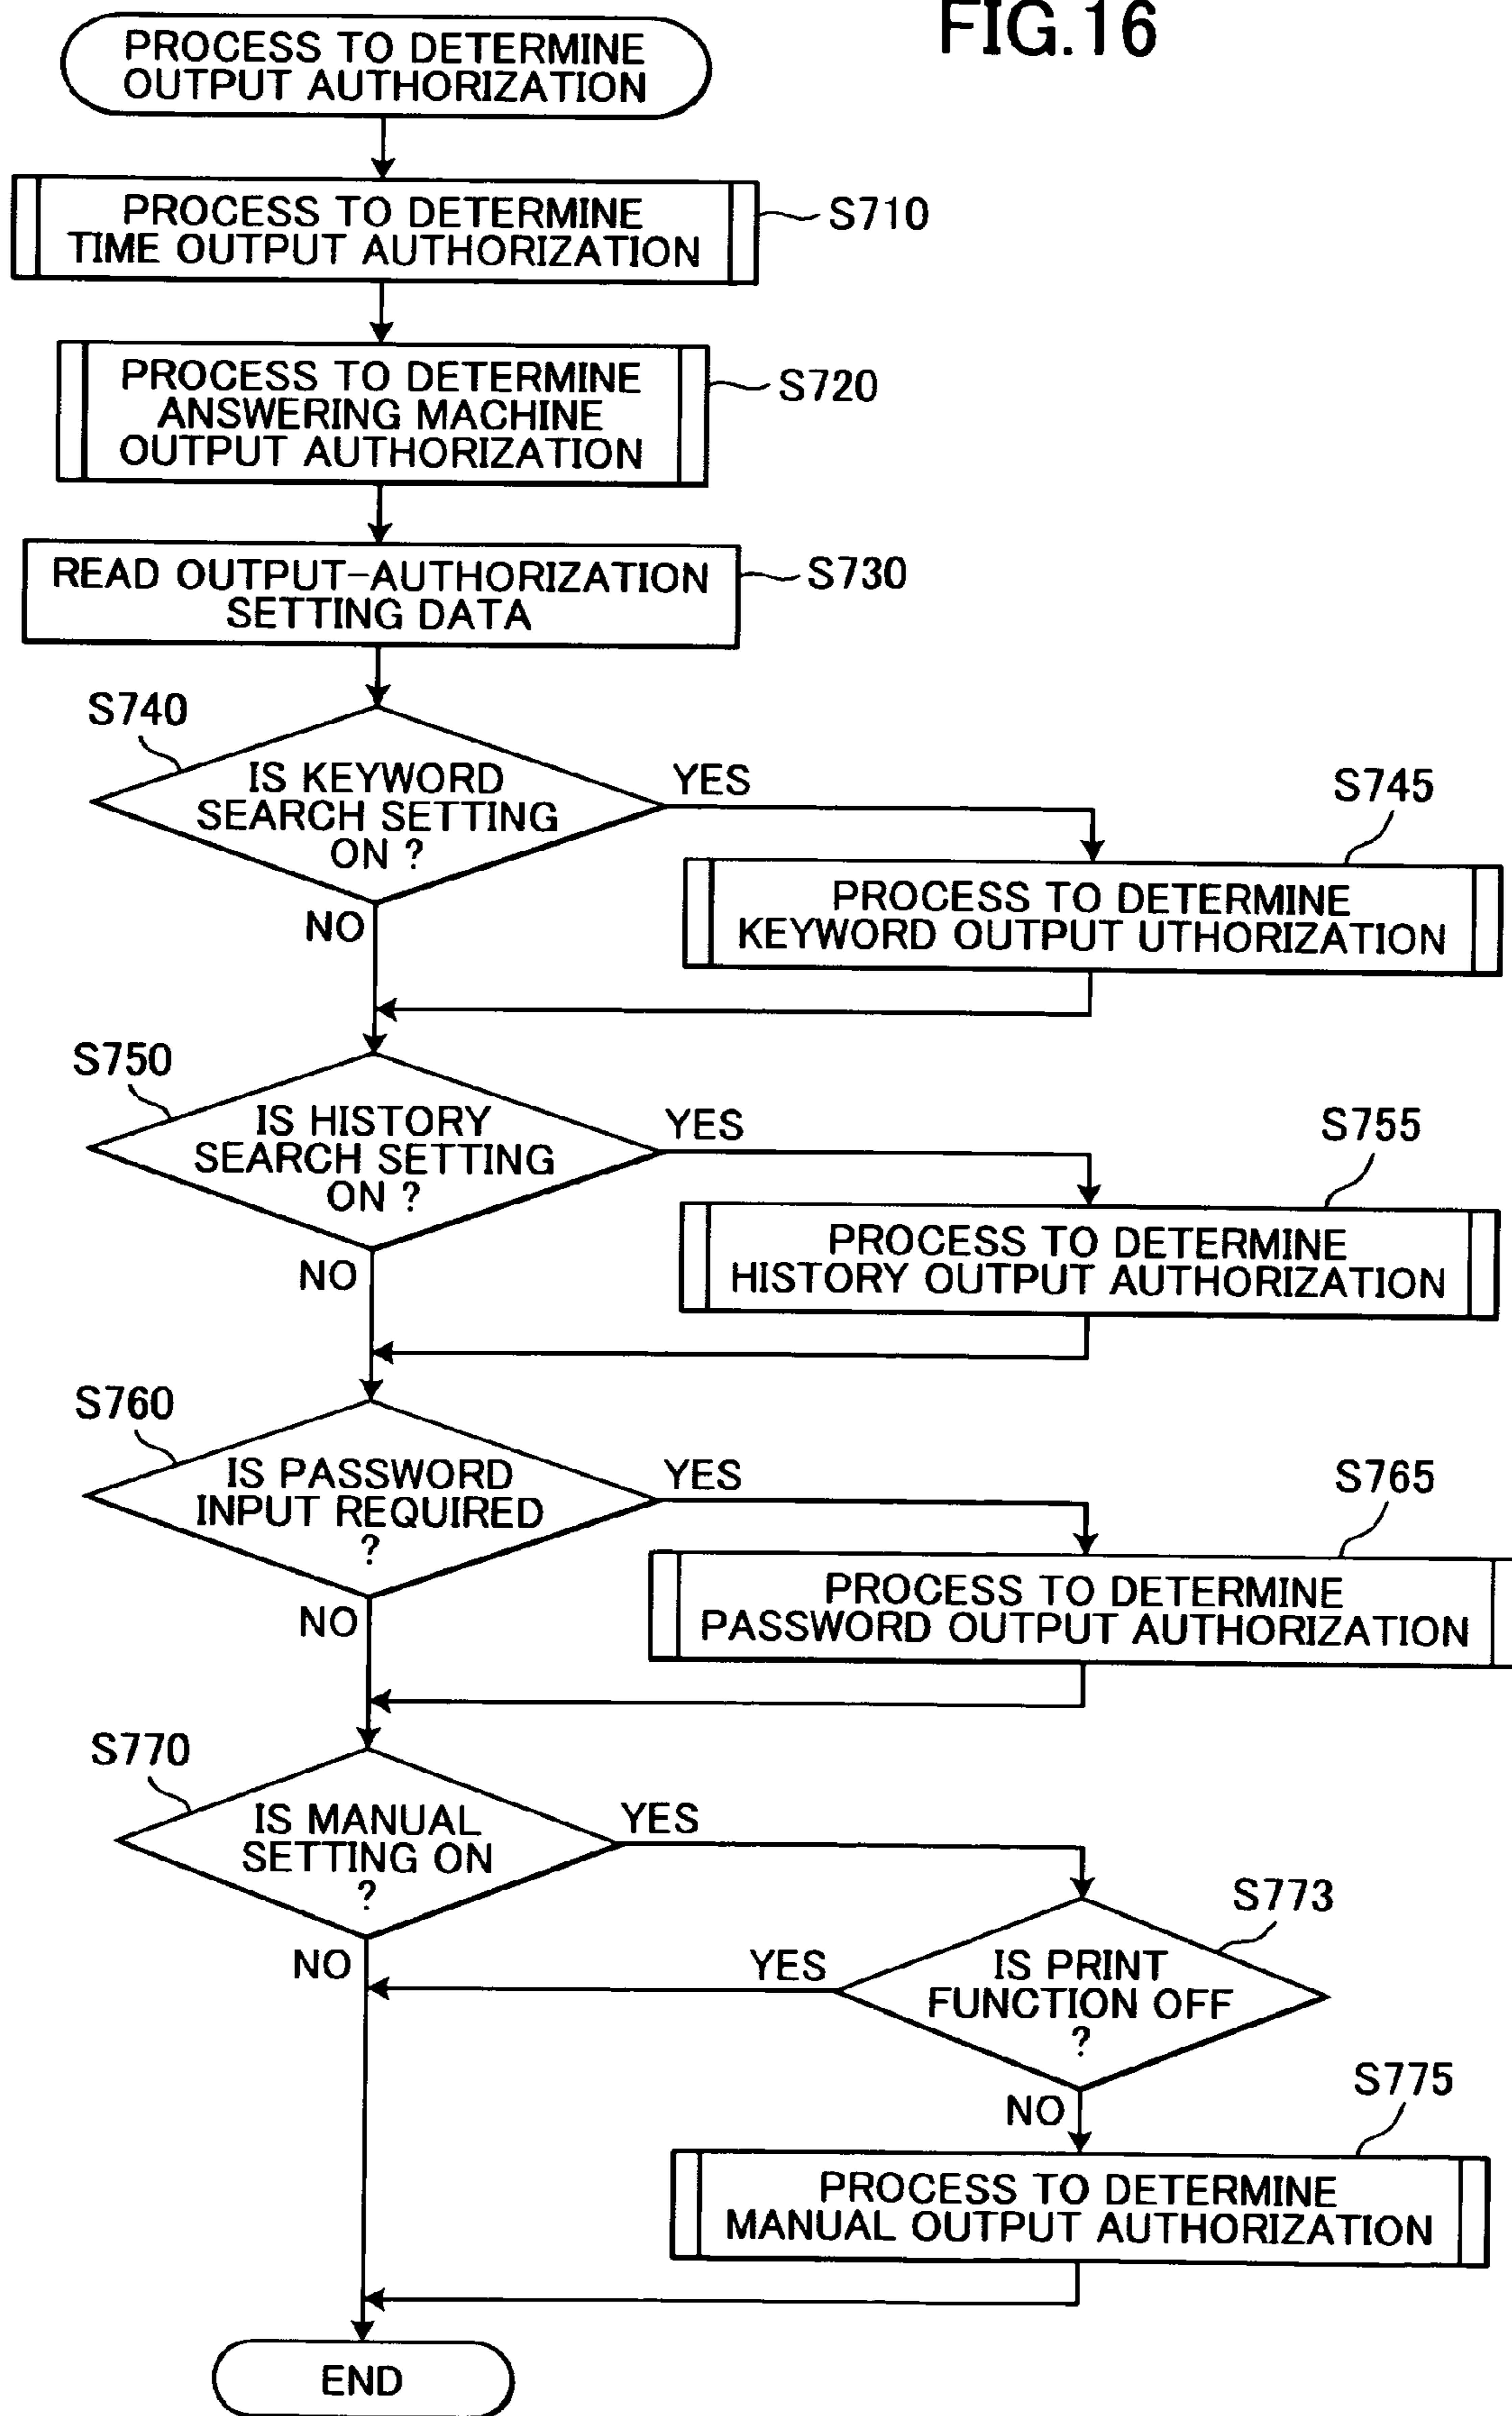 FIG.16
PROCESS TO DETERMINE
OUTPUT AUTHORIZATION
PROCESS TO DETERMINE
TIME OUTPUT AUTHORIZATION
S710
PROCESS TO DETERMINE
ANSWERING MACHINE
OUTPUT AUTHORIZATION
S720
READ OUTPUT-AUTHORIZATION
SETTING DATA
S730
S740
IS KEYWORD
SEARCH SETTING
ON ?
YES
NO
S745
PROCESS TO DETERMINE
KEYWORD OUTPUT UTHORIZATION
S750
IS HISTORY
SEARCH SETTING
ON ?
YES
NO
S755
PROCESS TO DETERMINE
HISTORY OUTPUT AUTHORIZATION
S760
IS PASSWORD
INPUT REQUIRED
?
YES
NO
S765
PROCESS TO DETERMINE
PASSWORD OUTPUT AUTHORIZATION
S770
IS MANUAL
SETTING ON
?
YES
NO
S773
IS PRINT
FUNCTION OFF
?
YES
NO
S775
PROCESS TO DETERMINE
MANUAL OUTPUT AUTHORIZATION
END